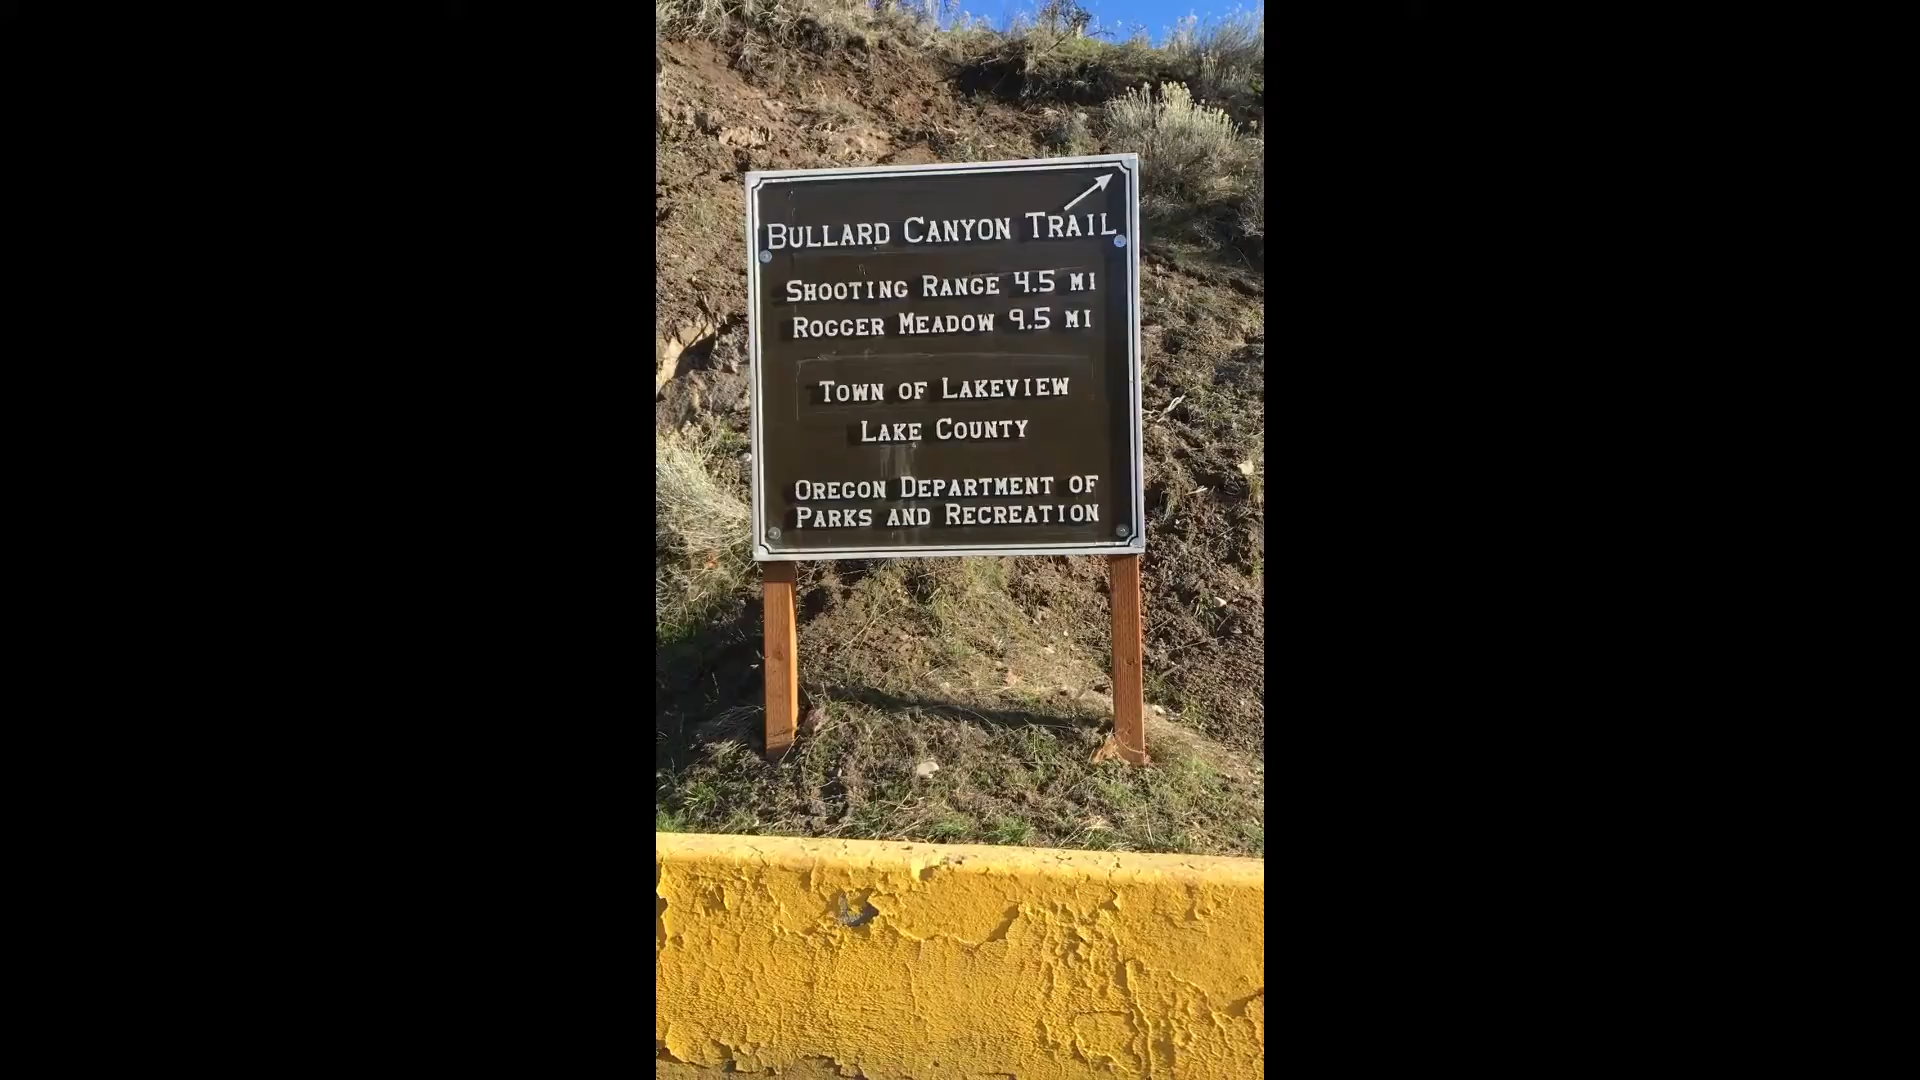 BULLARD CANYON TRAIL
SHOOTING RANGE 4.5 MI
ROGGER MEADOW 9.5 MI
TOWN OF LAKEVIEW
LAKE COUNTY
OREGON DEPARTMENT OF
PARKS AND RECREATION